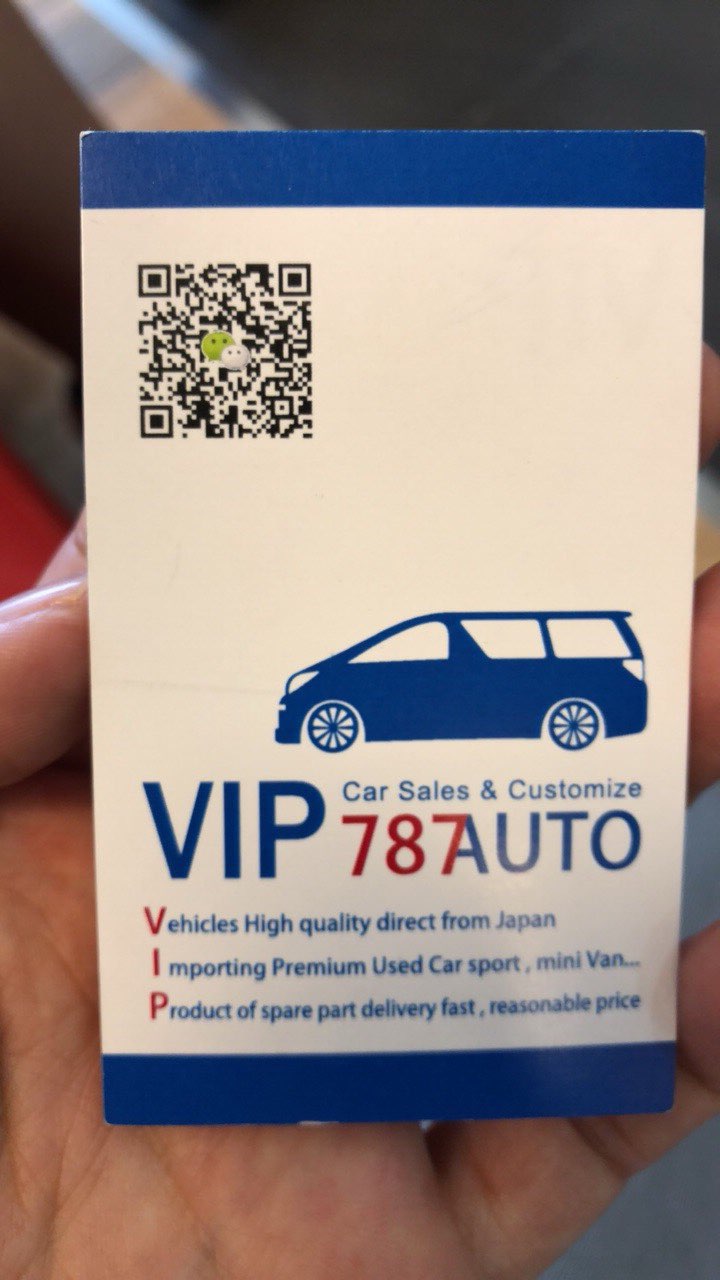 VIP
Car Sales & Customize
787AUTO
Vehicles High quality direct from Japan
Importing Premium Used Car sport , mini Van...
Product of spare part delivery fast , reasonable price